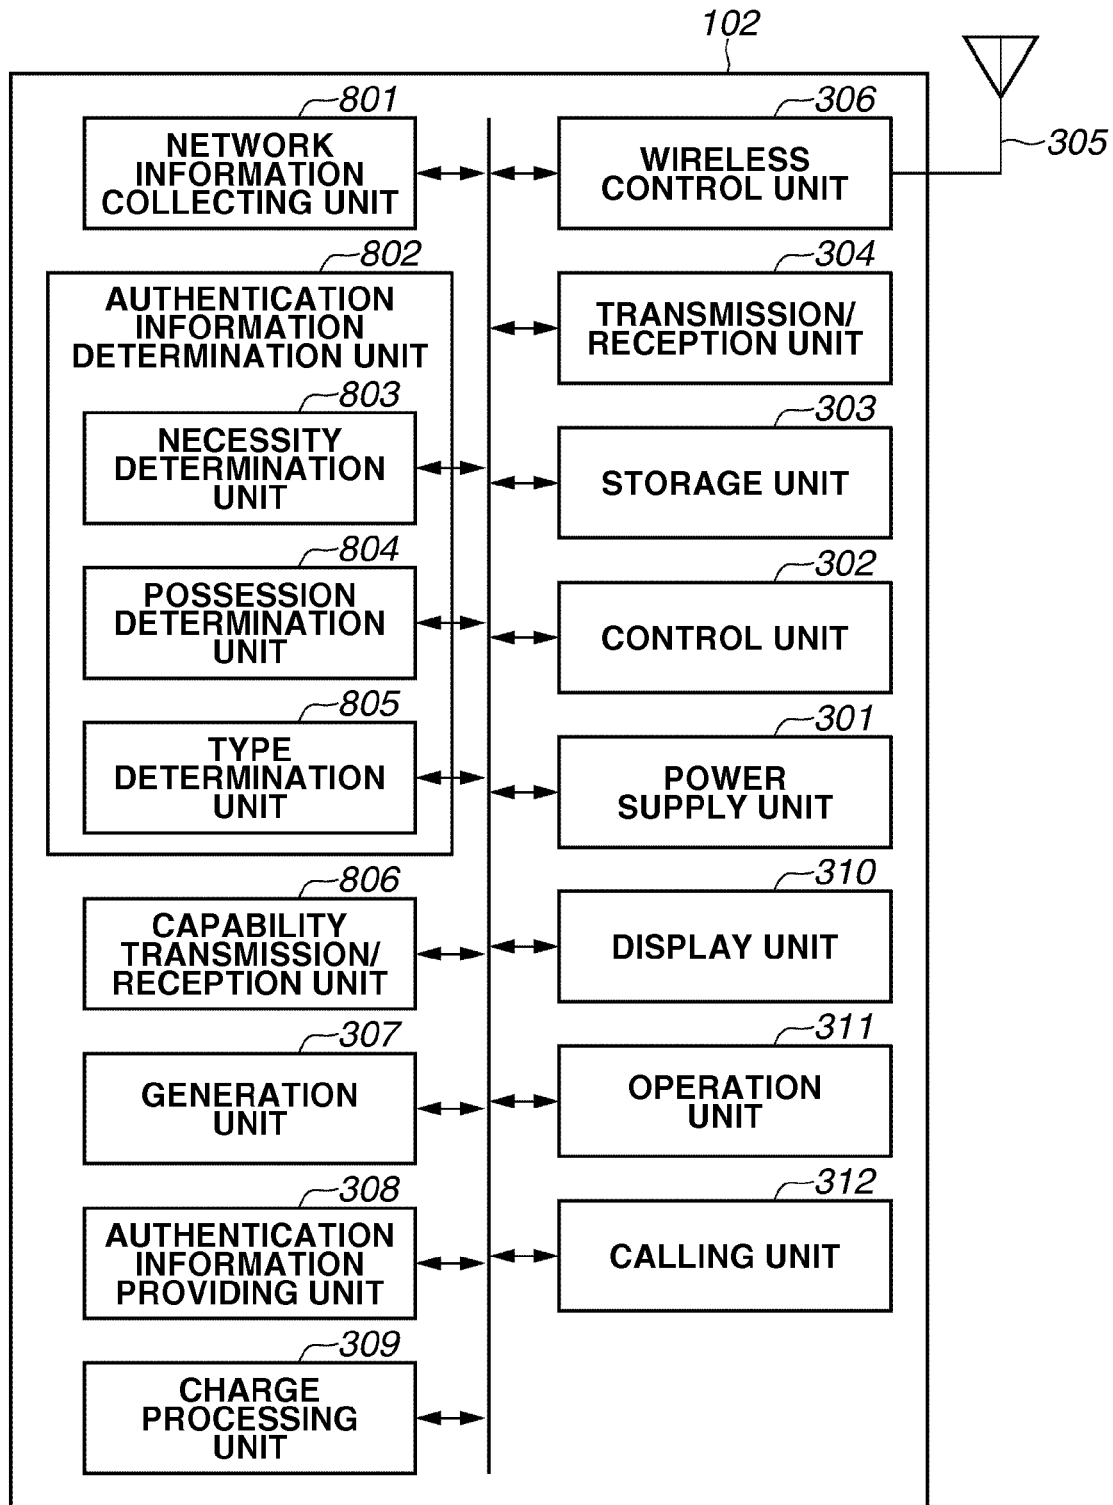 102
305
801
NETWORK
INFORMATION
COLLECTING UNIT
802
AUTHENTICATION
INFORMATION
DETERMINATION UNIT
803
NECESSITY
DETERMINATION
UNIT
804
POSSESSION
DETERMINATION
UNIT
805
TYPE
DETERMINATION
UNIT
806
CAPABILITY
TRANSMISSION/
RECEPTION UNIT
307
GENERATION
UNIT
308
AUTHENTICATION
INFORMATION
PROVIDING UNIT
309
CHARGE
PROCESSING
UNIT
306
WIRELESS
CONTROL UNIT
304
TRANSMISSION/
RECEPTION UNIT
303
STORAGE UNIT
302
CONTROL UNIT
301
POWER
SUPPLY UNIT
310
DISPLAY UNIT
311
OPERATION
UNIT
312
CALLING UNIT